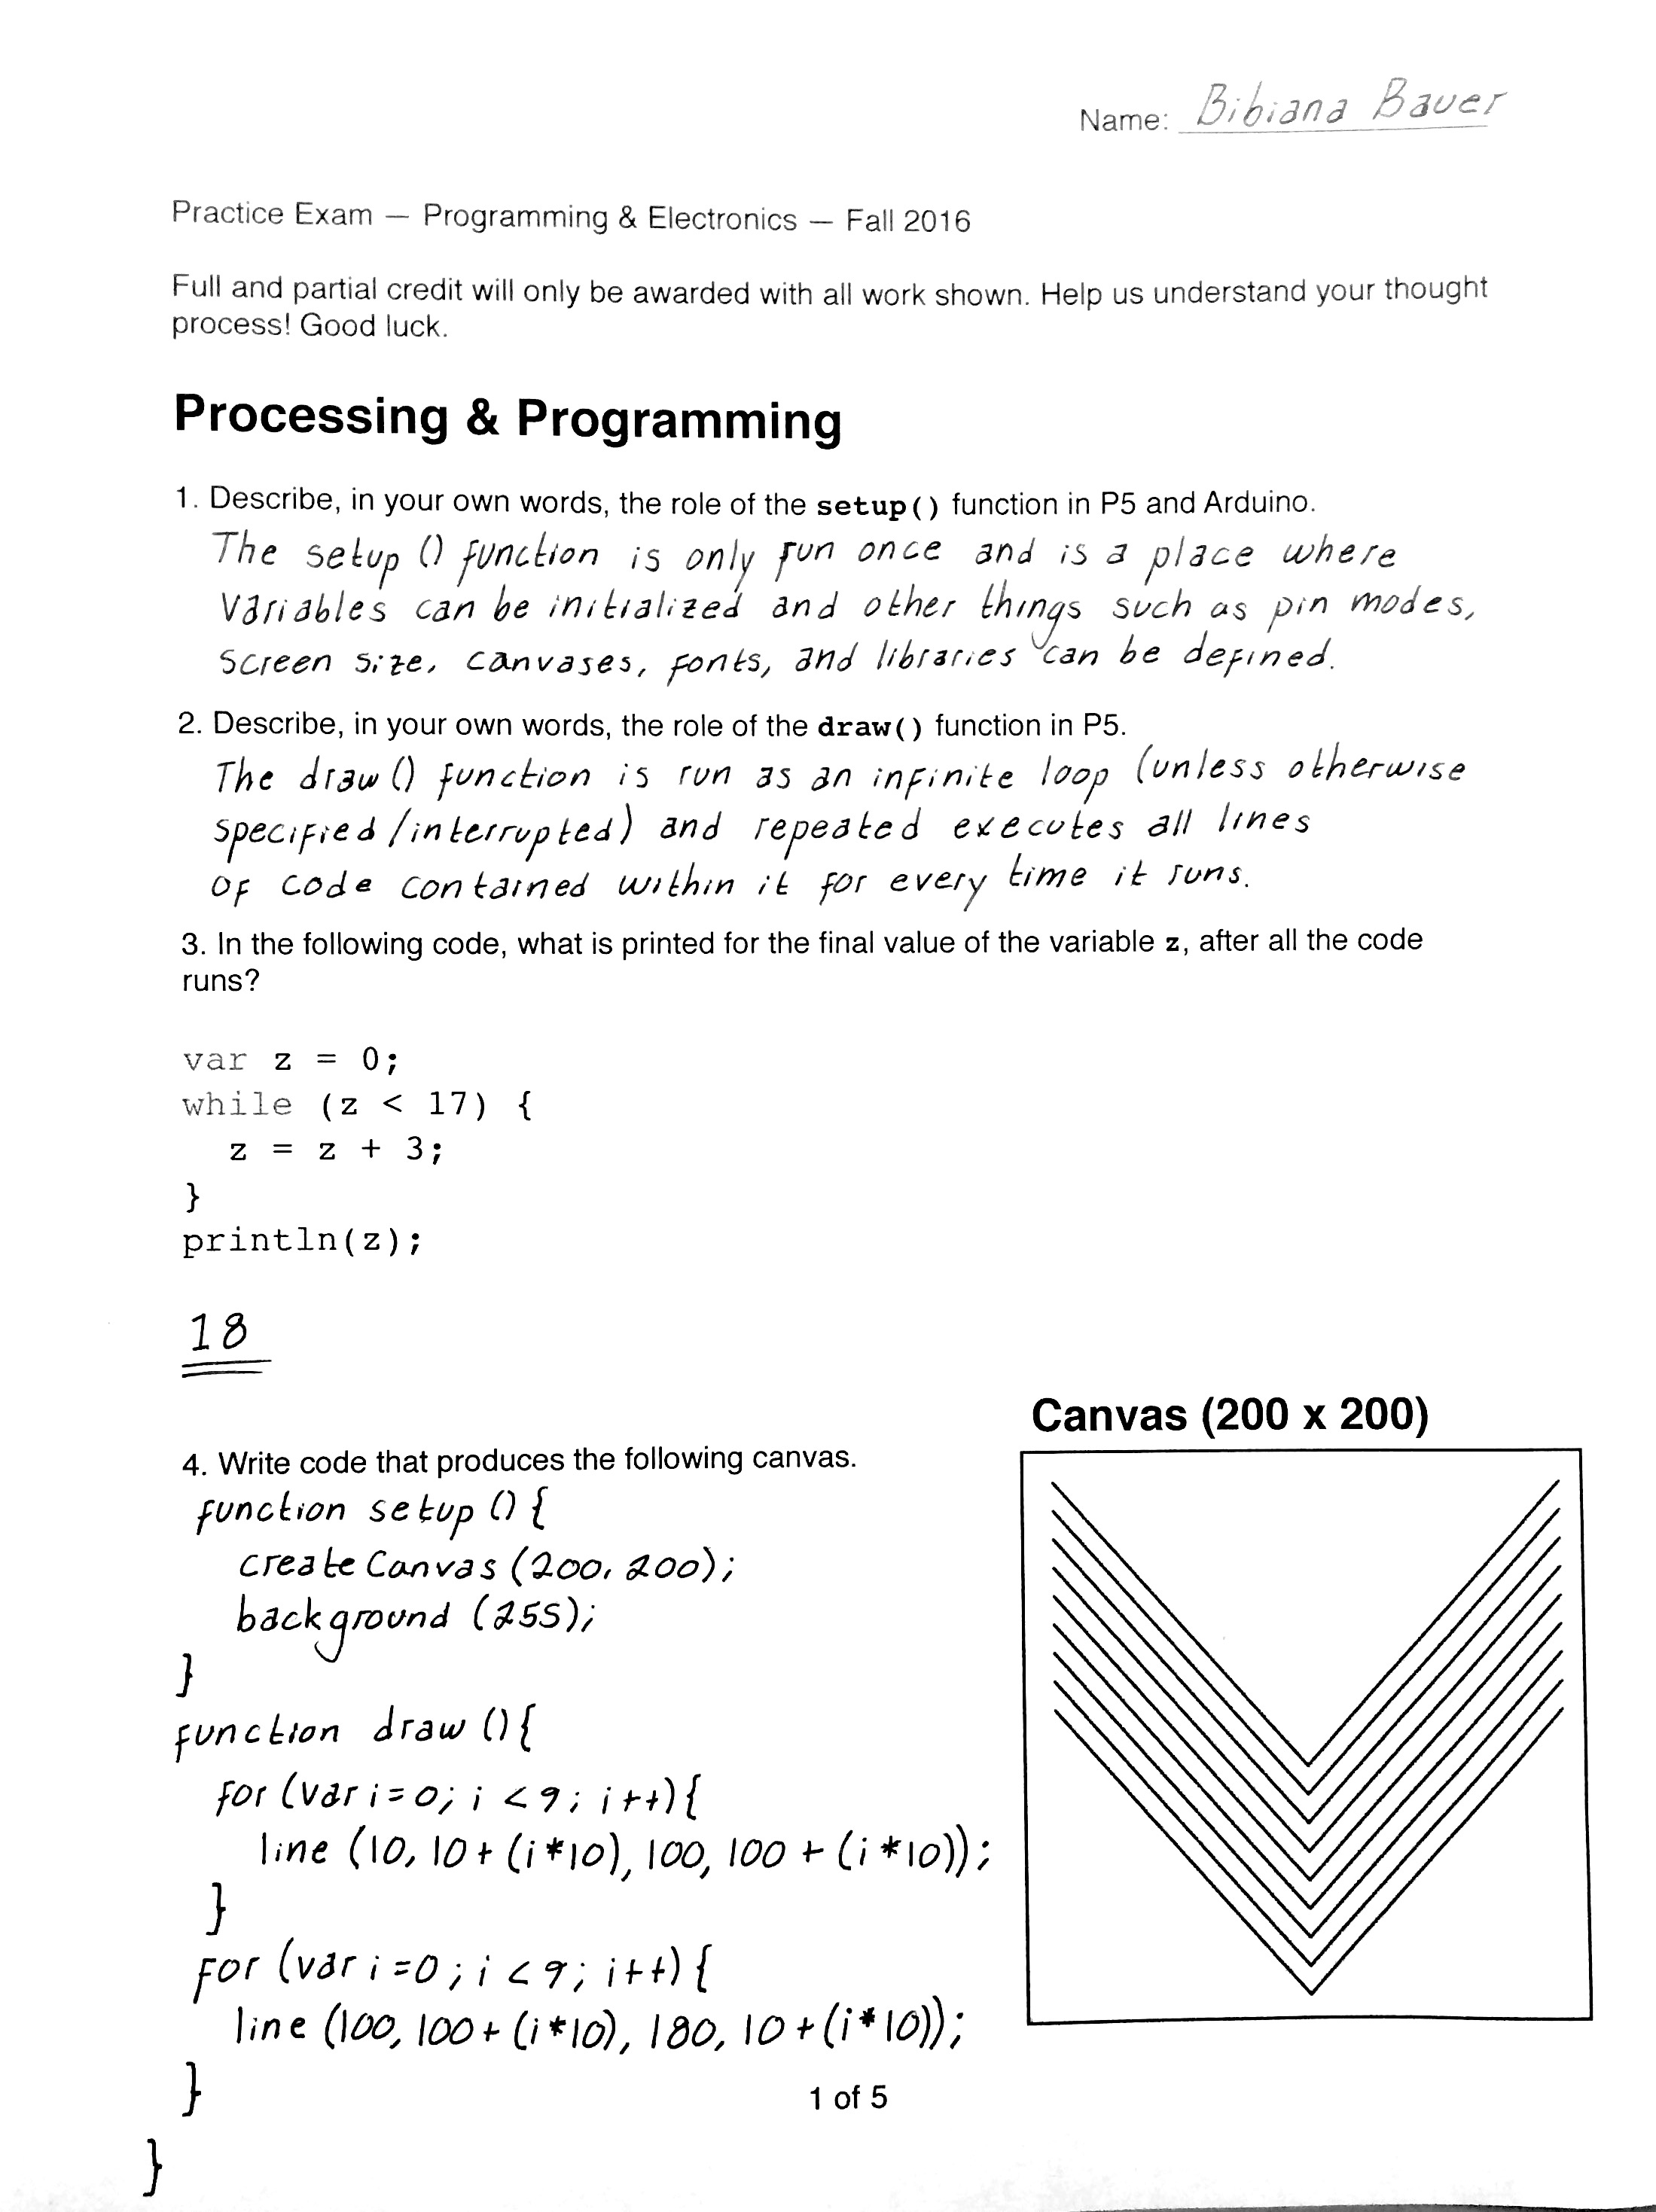 Name: Bibiana Bauer
Practice Exam — Programming & Electronics — Fall 2016
Full and partial credit will only be awarded with all work shown. Help us understand your thought
process! Good luck.
Processing & Programming
1. Describe, in your own words, the role of the setup() function in P5 and Arduino.
The setup () function is only run once and is a place where
variables can be initialized and other things such as pin modes,
screen size, canvases, fonts, and libraries can be defined.
2. Describe, in your own words, the role of the draw() function in P5.
The draw () function is run as an infinite loop (unless otherwise
specified/interrupted) and repeated executes all lines
of code contained within it for every time it runs.
3. In the following code, what is printed for the final value of the variable z, after all the code
runs?
var z = 0;
while (z < 17) {
z = z + 3;
}
println(z);
18
Canvas (200 x 200)
4. Write code that produces the following canvas.
function setup () {
createCanvas (200, 200);
background (255);
}
function draw () {
for (var i=0; i < 9; i++) {
line (10, 10 + (i *10), 100, 100 + (i *10));
}
for (var i=0; i < 9; i++) {
line (100, 100 + (i *10), 180, 10 + (i *10));
}
1 of 5
}